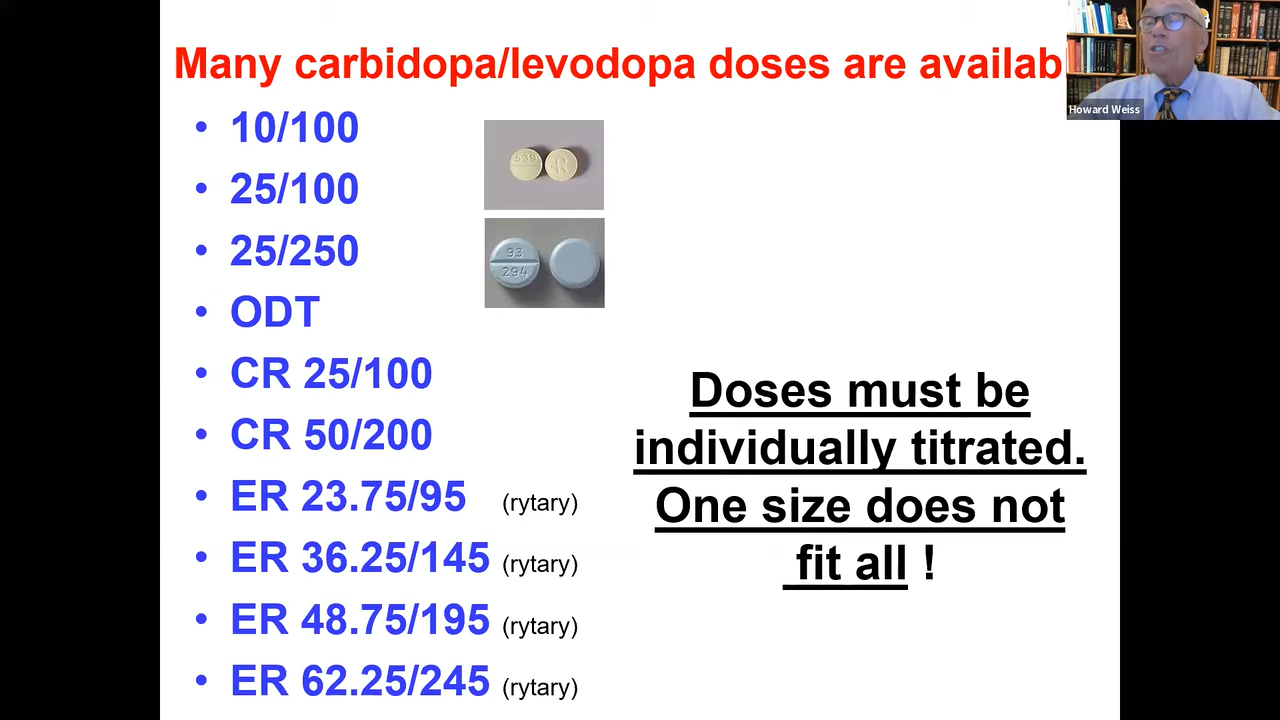 Many carbidopa/levodopa doses are availab
Howard Weiss
• 10/100
• 25/100
• 25/250
• ODT
• CR 25/100
• CR 50/200
• ER 23.75/95 (rytary)
• ER 36.25/145 (rytary)
• ER 48.75/195 (rytary)
• ER 62.25/245 (rytary)
93
294
Doses must be
individually titrated.
One size does not
fit all !